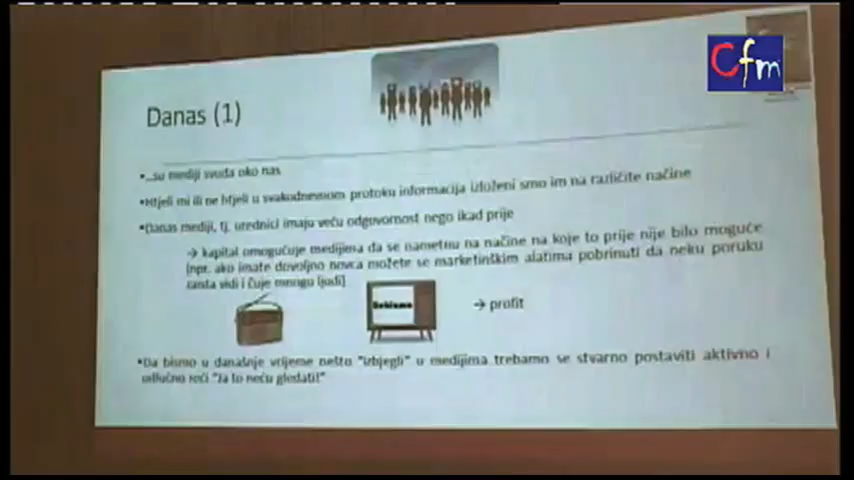 Cfm
Danas (1)
•...su mediji svuda oko nas
•Htjeli mi ili ne htjeli u svakodnevnom protoku informacija izloženi smo im na različite načine
•Danas mediji, tj. urednici imaju veću odgovornost nego ikad prije
→ kapital omogućuje medijima da se nametnu na načine na koje to prije nije bilo moguće
(npr. ako imate dovoljno novca možete se marketinškim alatima pobrinuti da neku poruku
zaista vidi i čuje mnogo ljudi)
Reklama
→ profit
•Da bismo u današnje vrijeme nešto "izbjegli" u medijima trebamo se stvarno postaviti aktivno i
odlučno reći "Ja to neću gledati!"